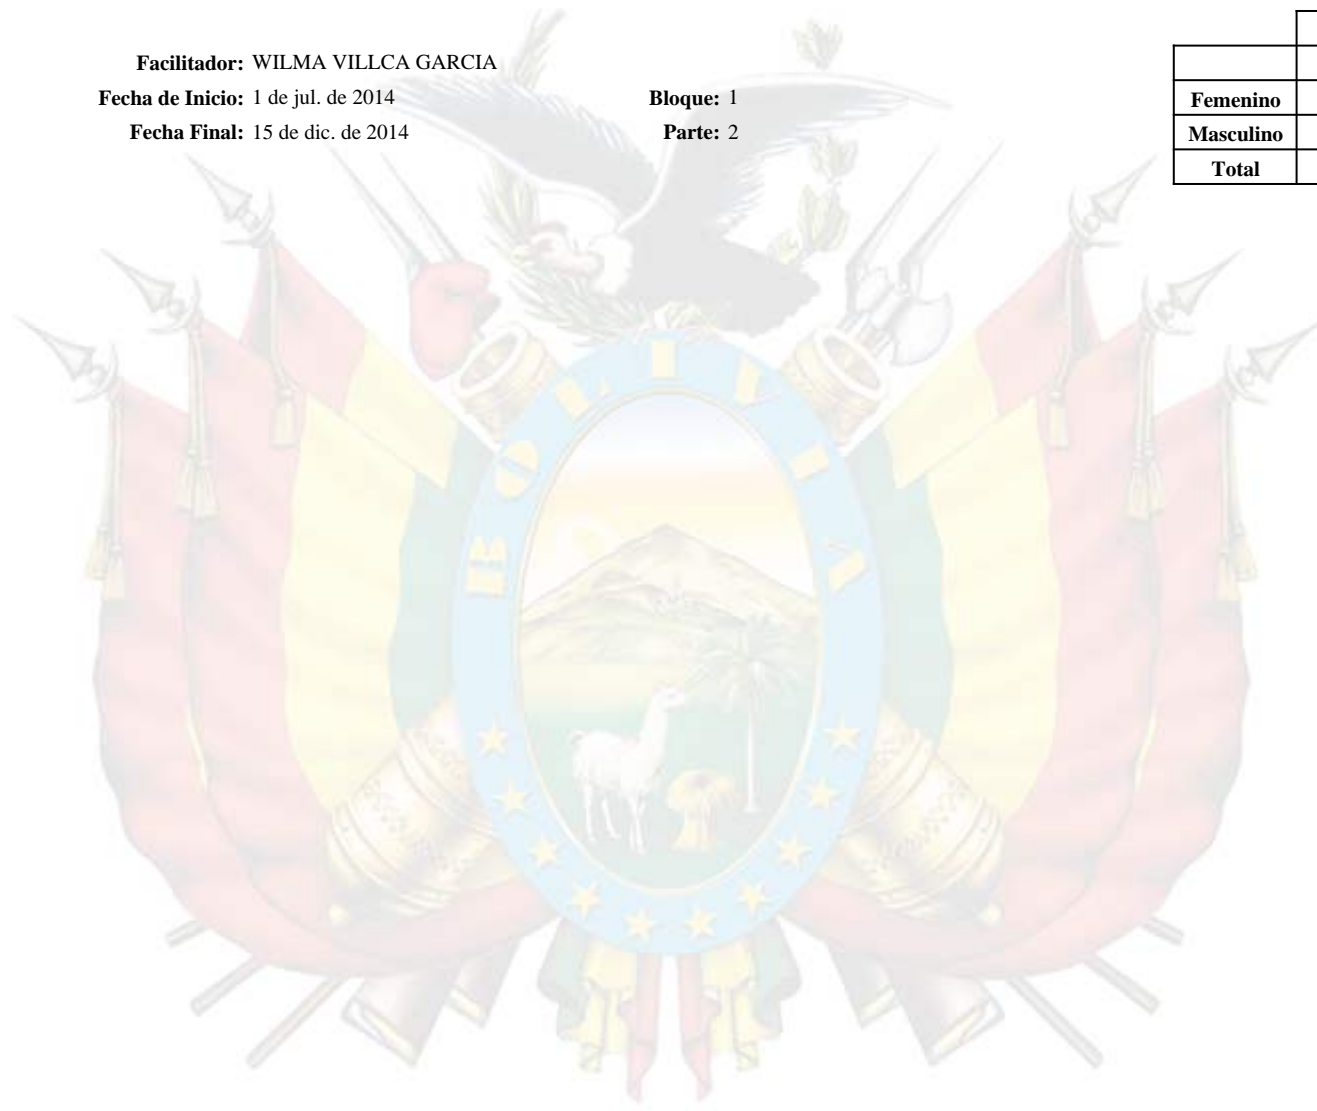 Facilitador: WILMA VILLCA GARCIA
Fecha de Inicio: 1 de jul. de 2014 Bloque: 1
Fecha Final: 15 de dic. de 2014 Parte: 2
Femenino
Masculino
Total
BOLIVIA